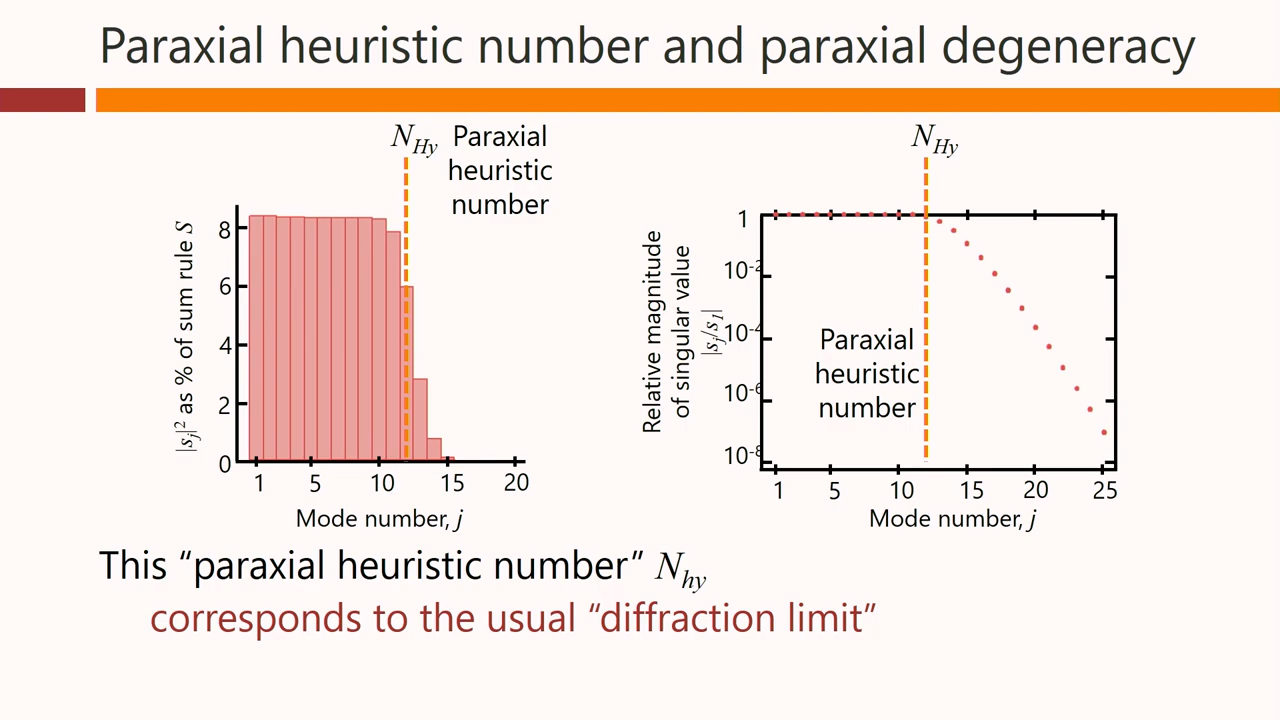 Paraxial heuristic number and paraxial degeneracy
N_Hy Paraxial
heuristic
number
|s_j|² as % of sum rule S
8
6
4
2
0
1 5 10 15 20
Mode number, j
N_Hy
Relative magnitude
of singular value
|s_j/s_1|
1
10⁻²
10⁻⁴
10⁻⁶
10⁻⁸
Paraxial
heuristic
number
1 5 10 15 20 25
Mode number, j
This “paraxial heuristic number” N_hy
corresponds to the usual “diffraction limit”